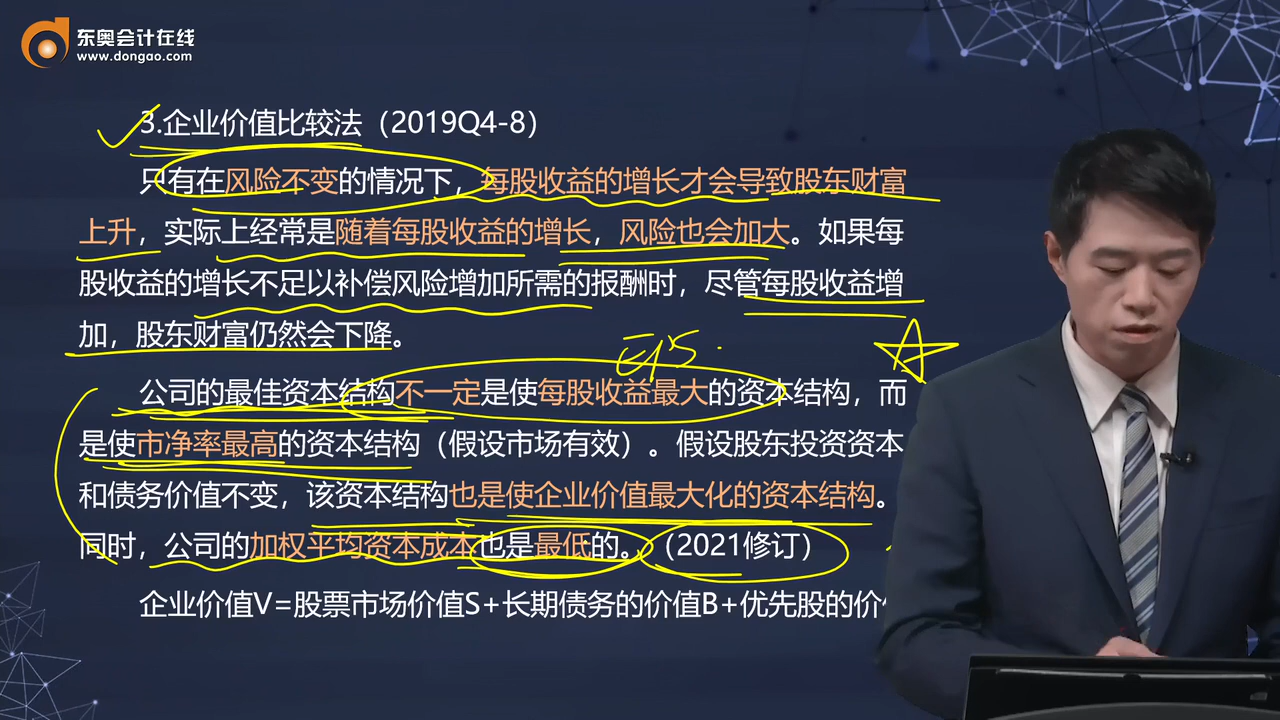 东奥会计在线
www.dongao.com
3.企业价值比较法（2019Q4-8）
只有在风险不变的情况下，每股收益的增长才会导致股东财富
上升，实际上经常是随着每股收益的增长，风险也会加大。如果每
股收益的增长不足以补偿风险增加所需的报酬时，尽管每股收益增
加，股东财富仍然会下降。
EPS
公司的最佳资本结构不一定是使每股收益最大的资本结构，而
是使市净率最高的资本结构（假设市场有效）。假设股东投资资本
和债务价值不变，该资本结构也是使企业价值最大化的资本结构。
同时，公司的加权平均资本成本也是最低的。（2021修订）
企业价值V=股票市场价值S+长期债务的价值B+优先股的价